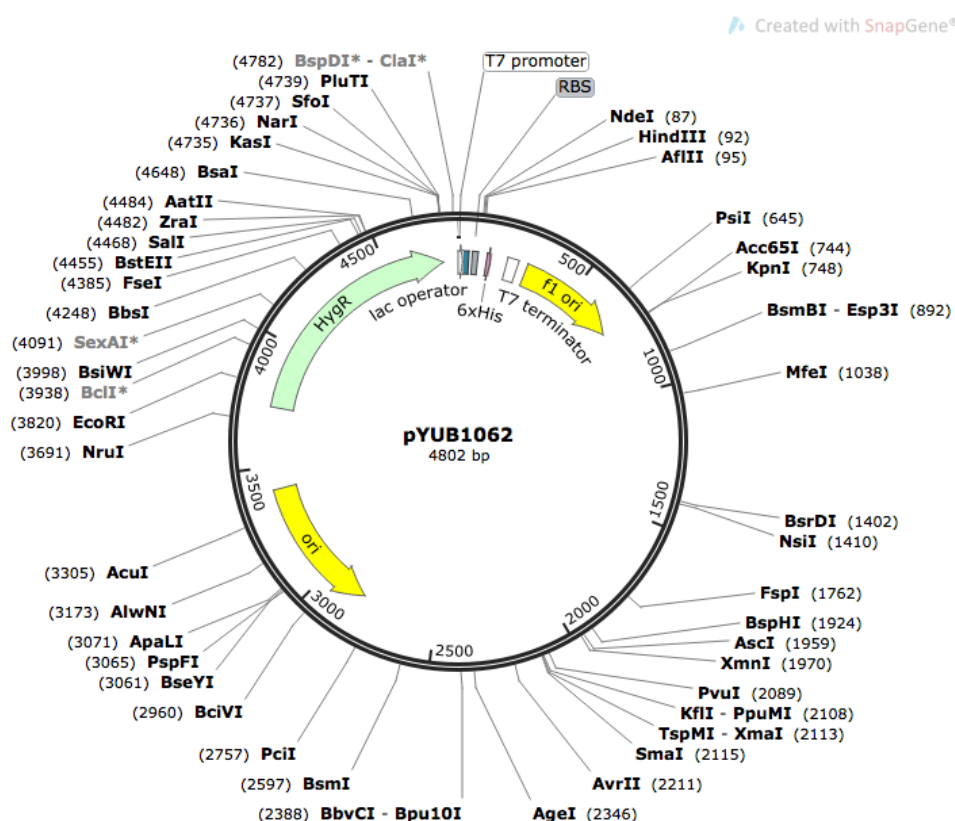 Created with SnapGene®
(4782) BspDI* - ClaI*
(4739) PluTI
(4737) SfoI
(4736) NarI
(4735) KasI
(4648) BsaI
(4484) AatII
(4482) ZraI
(4468) SalI
(4455) BstEII
(4385) FseI
(4248) BbsI
(4091) SexAI*
(3998) BsiWI
(3938) BclI*
(3820) EcoRI
(3691) NruI
(3305) AcuI
(3173) AlwNI
(3071) ApaLI
(3065) PspFI
(3061) BseYI
(2960) BciVI
(2757) PciI
(2597) BsmI
(2388) BbvCI - Bpu10I
T7 promoter
RBS
NdeI (87)
HindIII (92)
AflII (95)
PsiI (645)
Acc65I (744)
KpnI (748)
BsmBI - Esp3I (892)
MfeI (1038)
BsrDI (1402)
NsiI (1410)
FspI (1762)
BspHI (1924)
AscI (1959)
XmnI (1970)
PvuI (2089)
KflI - PpuMI (2108)
TspMI - XmaI (2113)
SmaI (2115)
AvrII (2211)
AgeI (2346)
500
1000
1500
2000
2500
3000
3500
4000
4500
HygR
lac operator
6xHis
T7 terminator
f1 ori
ori
pYUB1062
4802 bp